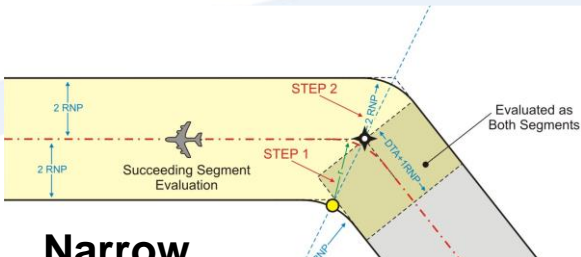 STEP 2
2 RNP
2 RNP
Evaluated as
Both Segments
STEP 1
DTA+1RNP
2 RNP
Succeeding Segment
Evaluation
Narrow
RNP